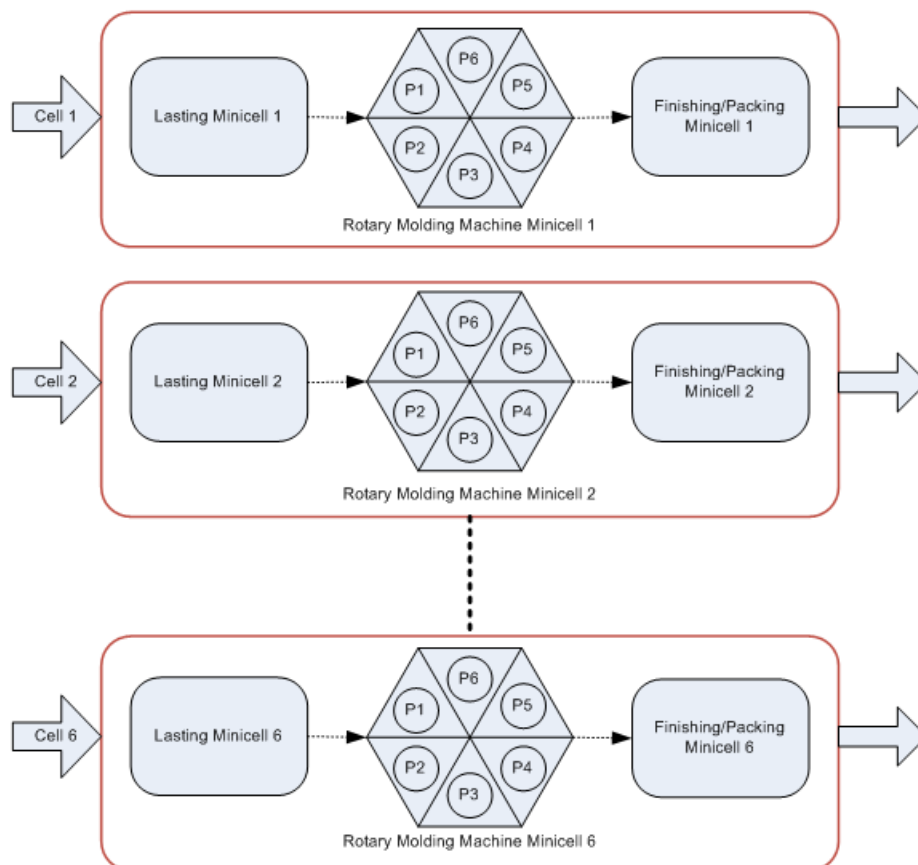 Cell 1
Lasting Minicell 1
P1
P6
P5
P2
P3
P4
Rotary Molding Machine Minicell 1
Finishing/Packing
Minicell 1
Cell 2
Lasting Minicell 2
P1
P6
P5
P2
P3
P4
Rotary Molding Machine Minicell 2
Finishing/Packing
Minicell 2
Cell 6
Lasting Minicell 6
P1
P6
P5
P2
P3
P4
Rotary Molding Machine Minicell 6
Finishing/Packing
Minicell 6